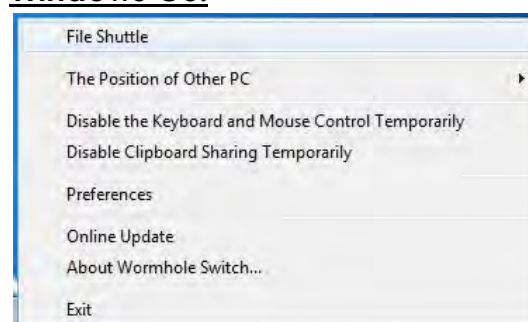 File Shuttle
The Position of Other PC
Disable the Keyboard and Mouse Control Temporarily
Disable Clipboard Sharing Temporarily
Preferences
Online Update
About Wormhole Switch...
Exit